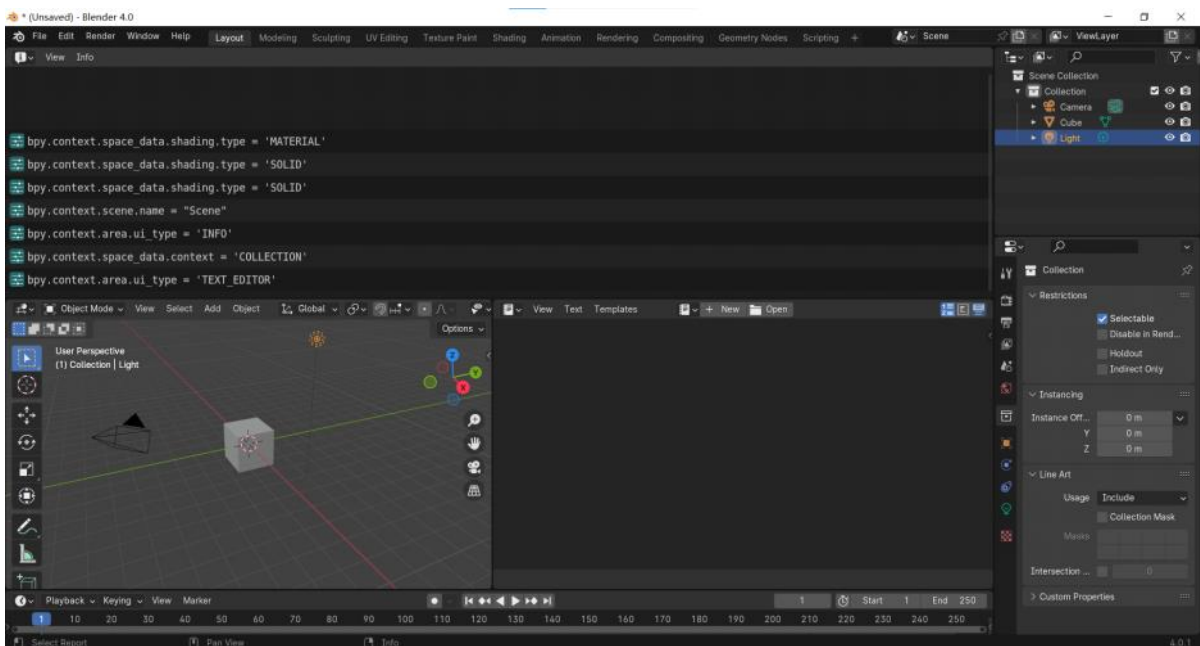 * (Unsaved) - Blender 4.0
File Edit Render Window Help Layout Modeling Sculpting UV Editing Texture Paint Shading Animation Rendering Compositing Geometry Nodes Scripting + Scene ViewLayer
View Info
Scene Collection
Collection
Camera
Cube
Light
bpy.context.space_data.shading.type = 'MATERIAL'
bpy.context.space_data.shading.type = 'SOLID'
bpy.context.space_data.shading.type = 'SOLID'
bpy.context.scene.name = "Scene"
bpy.context.area.ui_type = 'INFO'
bpy.context.space_data.context = 'COLLECTION'
bpy.context.area.ui_type = 'TEXT_EDITOR'
Object Mode View Select Add Object Global
Options
User Perspective
(1) Collection | Light
Z
Y
X
View Text Templates + New Open
Collection
Restrictions
Selectable
Disable in Rend...
Holdout
Indirect Only
Instancing
Instance Off... 0 m
Y 0 m
Z 0 m
Line Art
Usage Include
Collection Mask
Masks
Intersection ... 0
Custom Properties
Playback Keying View Marker 1 Start 1 End 250
1 10 20 30 40 50 60 70 80 90 100 110 120 130 140 150 160 170 180 190 200 210 220 230 240 250
Select Report Pan View Info 4.0.1